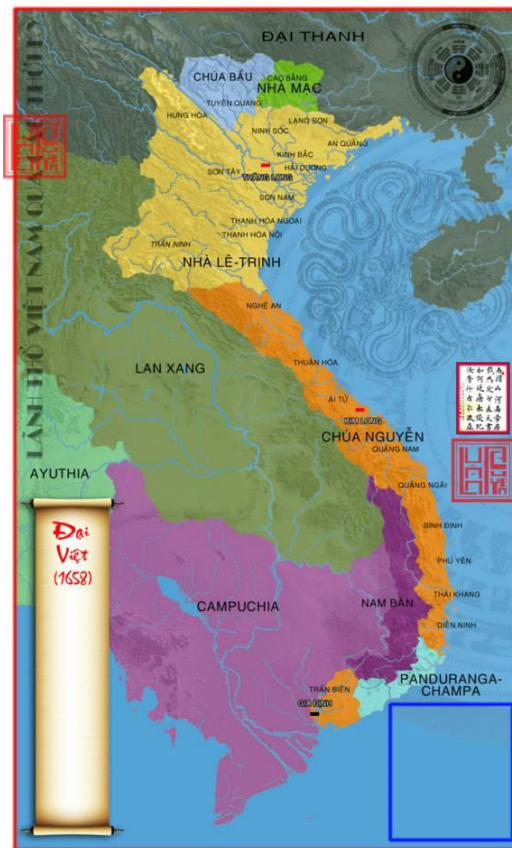 ĐẠI THANH
CHÚA BẦU
CAO BẰNG
NHÀ MẠC
TUYÊN QUANG
HƯNG HÓA
LẠNG SƠN
NINH SÓC
AN QUẢNG
KINH BẮC
HẢI DƯƠNG
THĂNG LONG
SƠN TÂY
SƠN NAM
THANH HÓA NGOẠI
THANH HÓA NỘI
TRẤN NINH
NHÀ LÊ-TRỊNH
NGHỆ AN
LAN XANG
THUẬN HÓA
ÁI TỬ
KIM LONG
CHÚA NGUYỄN
QUẢNG NAM
AYUTHIA
QUẢNG NGÃI
Đại
Việt
(1658)
BÌNH ĐỊNH
PHÚ YÊN
CAMPUCHIA
NAM BÀN
THÁI KHANG
DIÊN NINH
PANDURANGA-
CHAMPA
TRẤN BIÊN
GIA ĐỊNH
LÃNH THỔ VIỆT NAM QUA